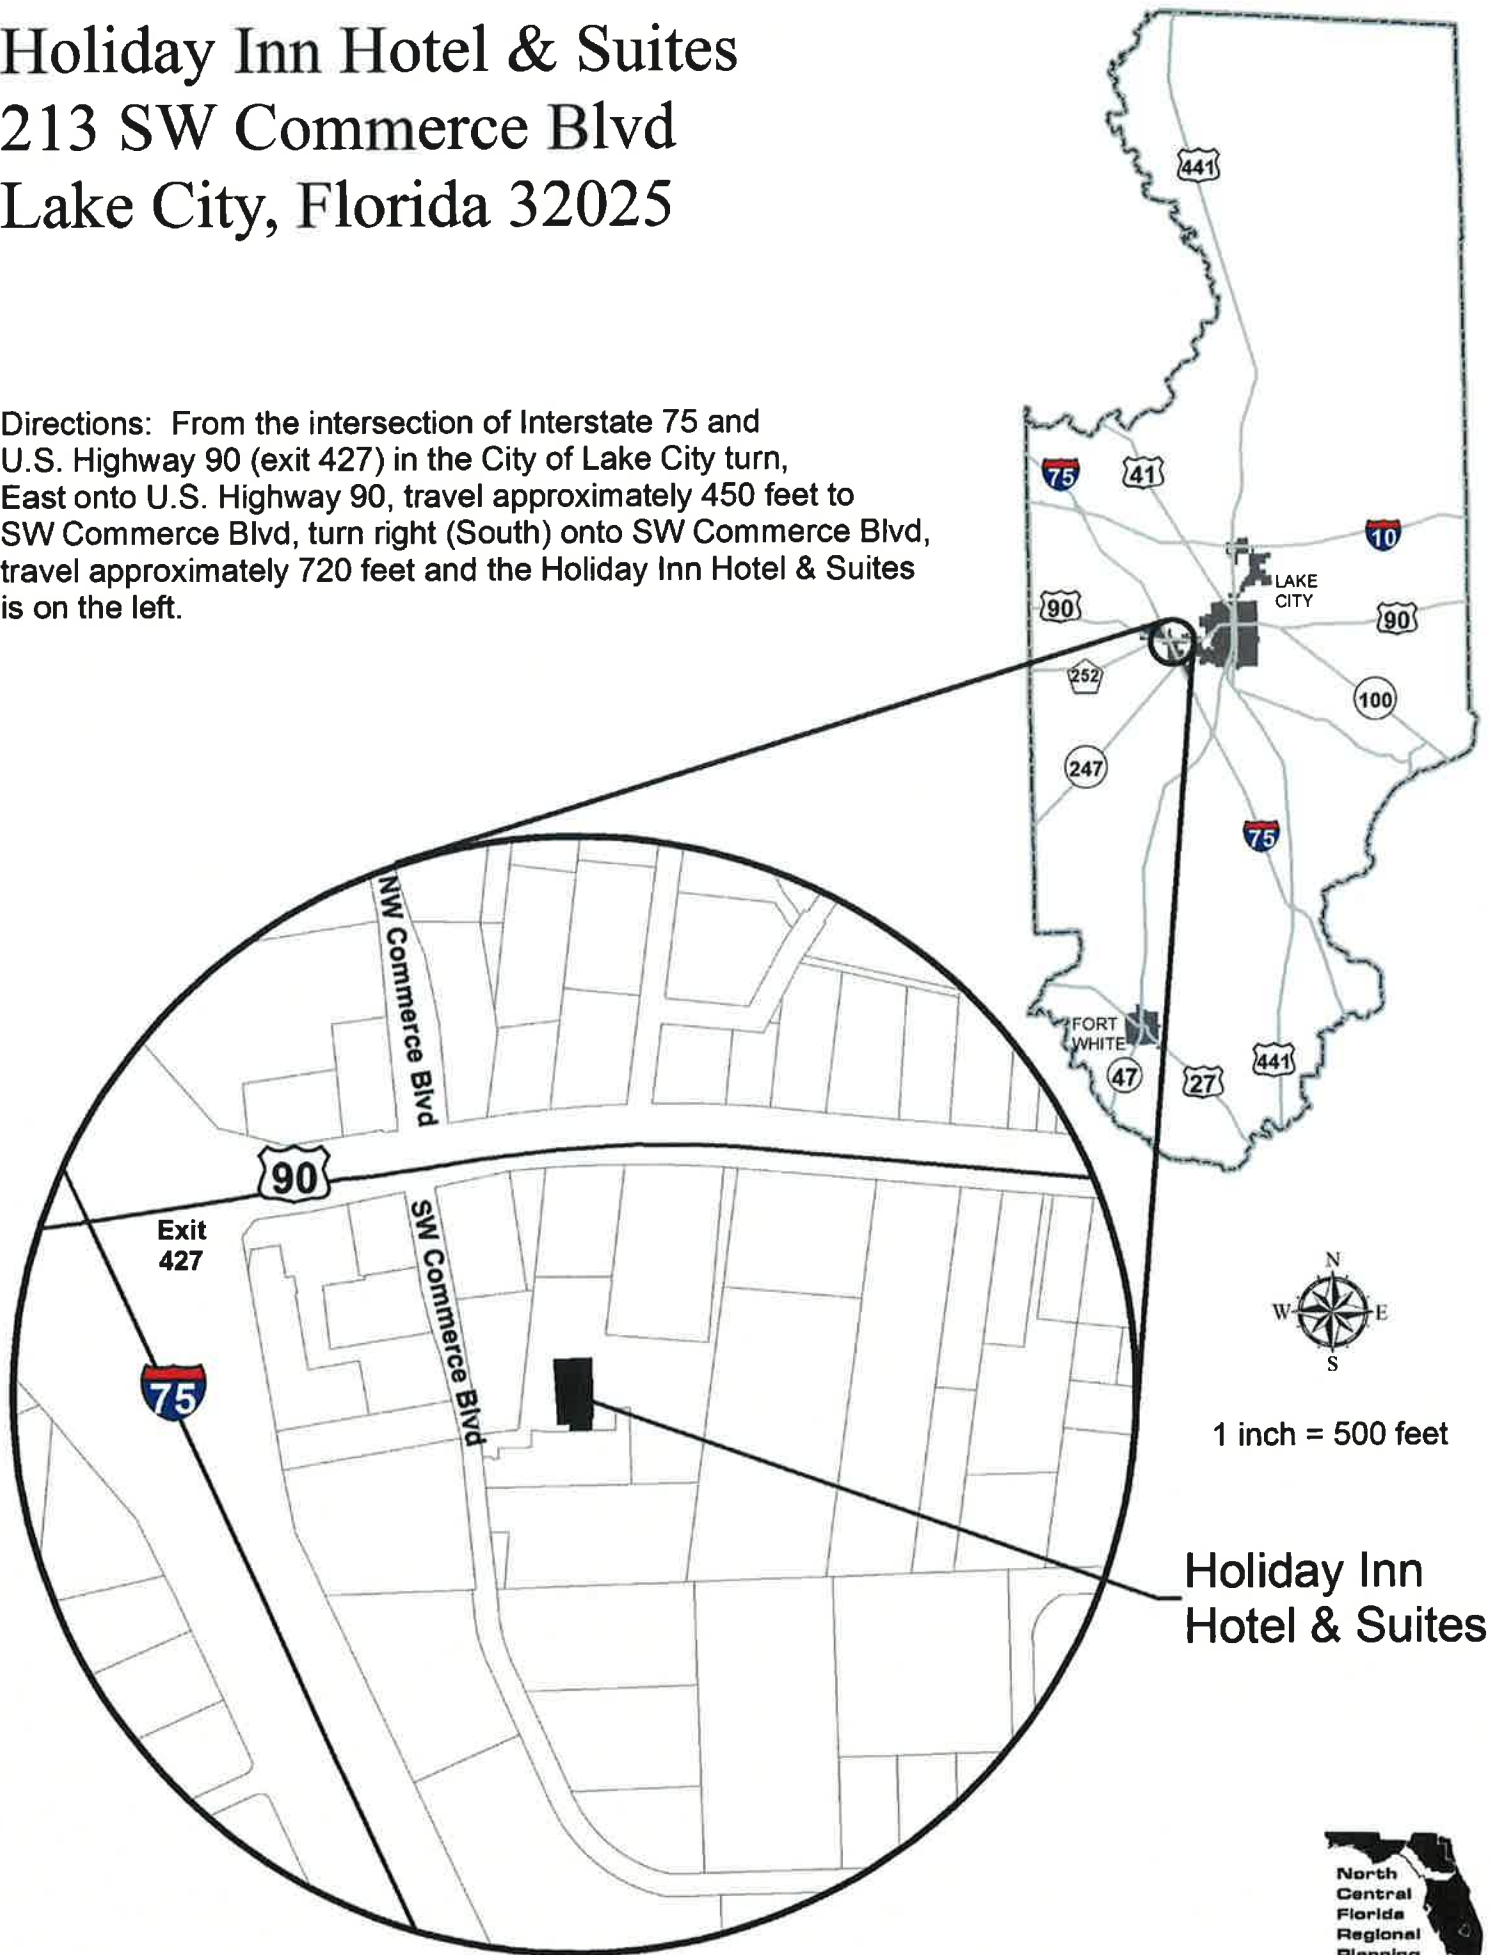 Holiday Inn Hotel & Suites
213 SW Commerce Blvd
Lake City, Florida 32025
Directions: From the intersection of Interstate 75 and
U.S. Highway 90 (exit 427) in the City of Lake City turn,
East onto U.S. Highway 90, travel approximately 450 feet to
SW Commerce Blvd, turn right (South) onto SW Commerce Blvd,
travel approximately 720 feet and the Holiday Inn Hotel & Suites
is on the left.
441
75
41
10
LAKE
CITY
90
90
252
100
247
75
FORT
WHITE
47
27
441
NW Commerce Blvd
90
Exit
427
SW Commerce Blvd
75
N
W
E
S
1 inch = 500 feet
Holiday Inn
Hotel & Suites
North
Central
Florida
Regional
Planning